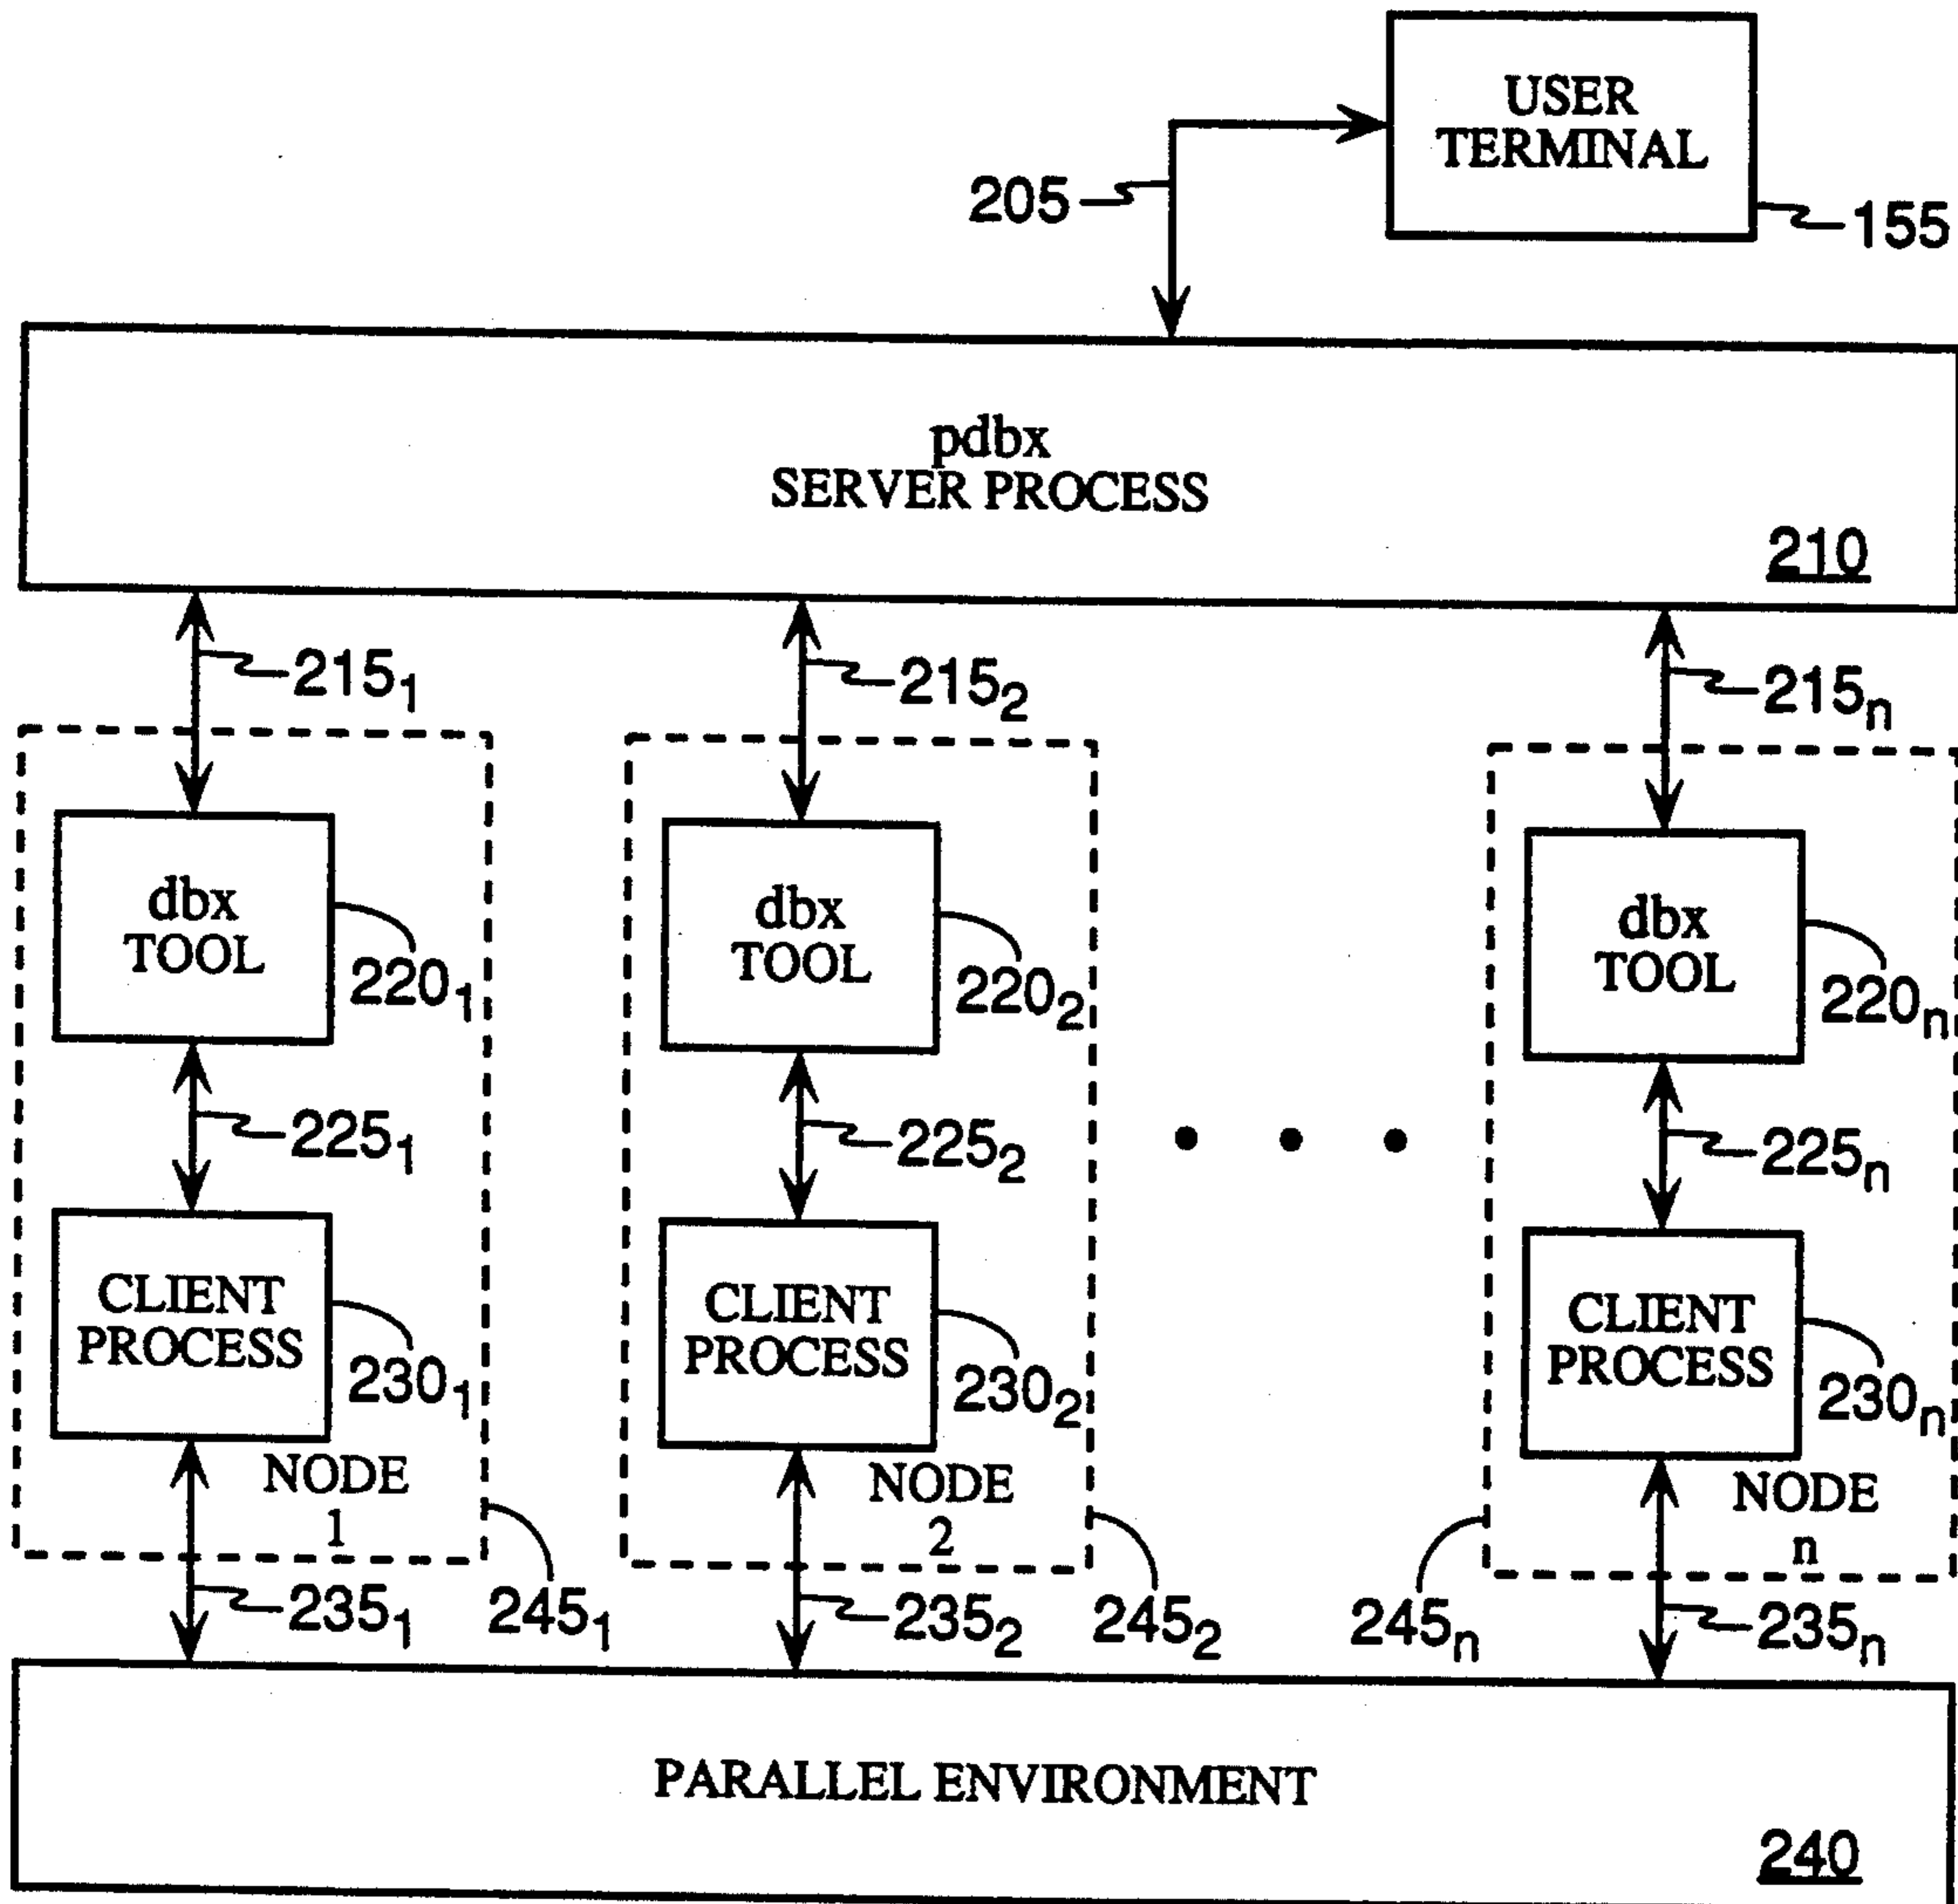 USER
TERMINAL
205
155
pdbx
SERVER PROCESS
210
215₁
215₂
215ₙ
dbx
TOOL
220₁
dbx
TOOL
220₂
dbx
TOOL
220ₙ
225₁
225₂
225ₙ
CLIENT
PROCESS
230₁
CLIENT
PROCESS
230₂
CLIENT
PROCESS
230ₙ
NODE
1
NODE
2
NODE
n
235₁
245₁
235₂
245₂
245ₙ
235ₙ
PARALLEL ENVIRONMENT
240